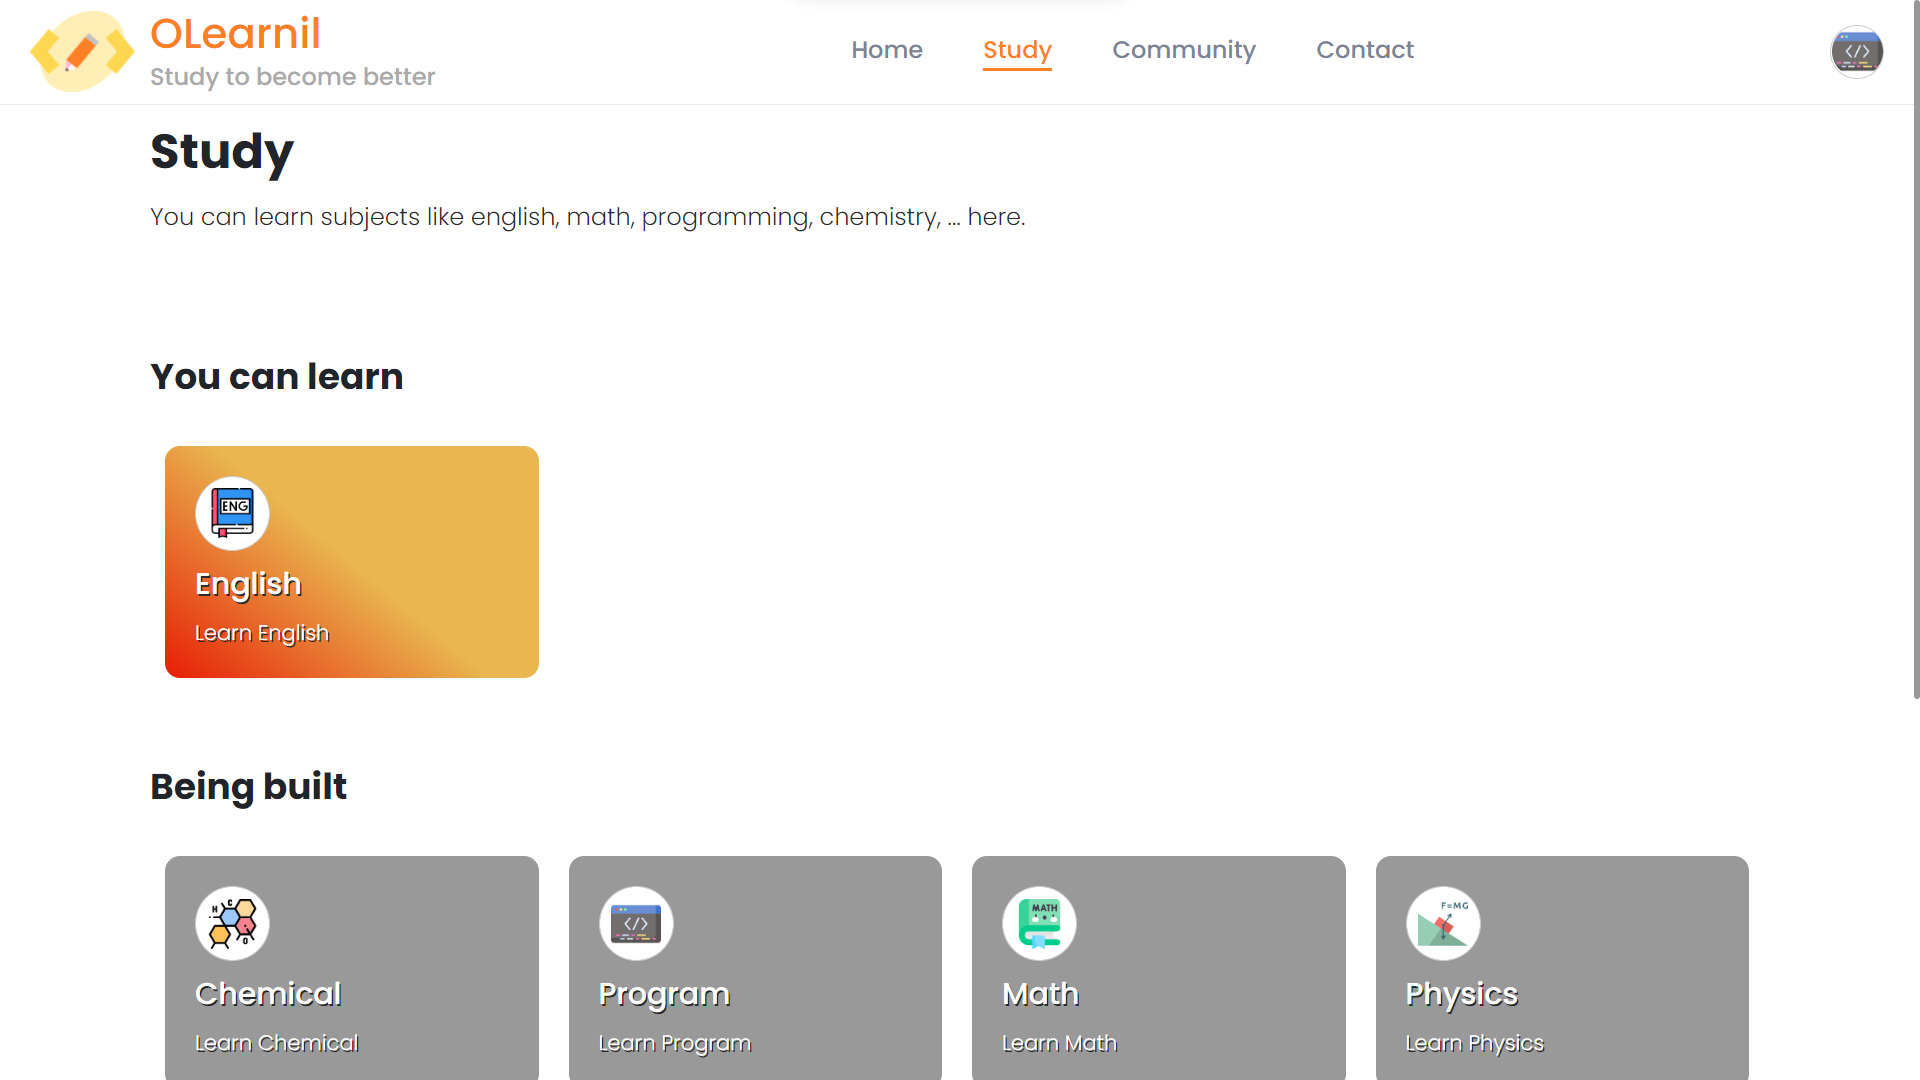 OLearnil
Study to become better
Home
Study
Community
Contact
</>
Study
You can learn subjects like english, math, programming, chemistry, ... here.
You can learn
ENG
English
Learn English
Being built
H C
O
Chemical
Learn Chemical
</>
Program
Learn Program
MATH
Math
Learn Math
F=MG
Physics
Learn Physics